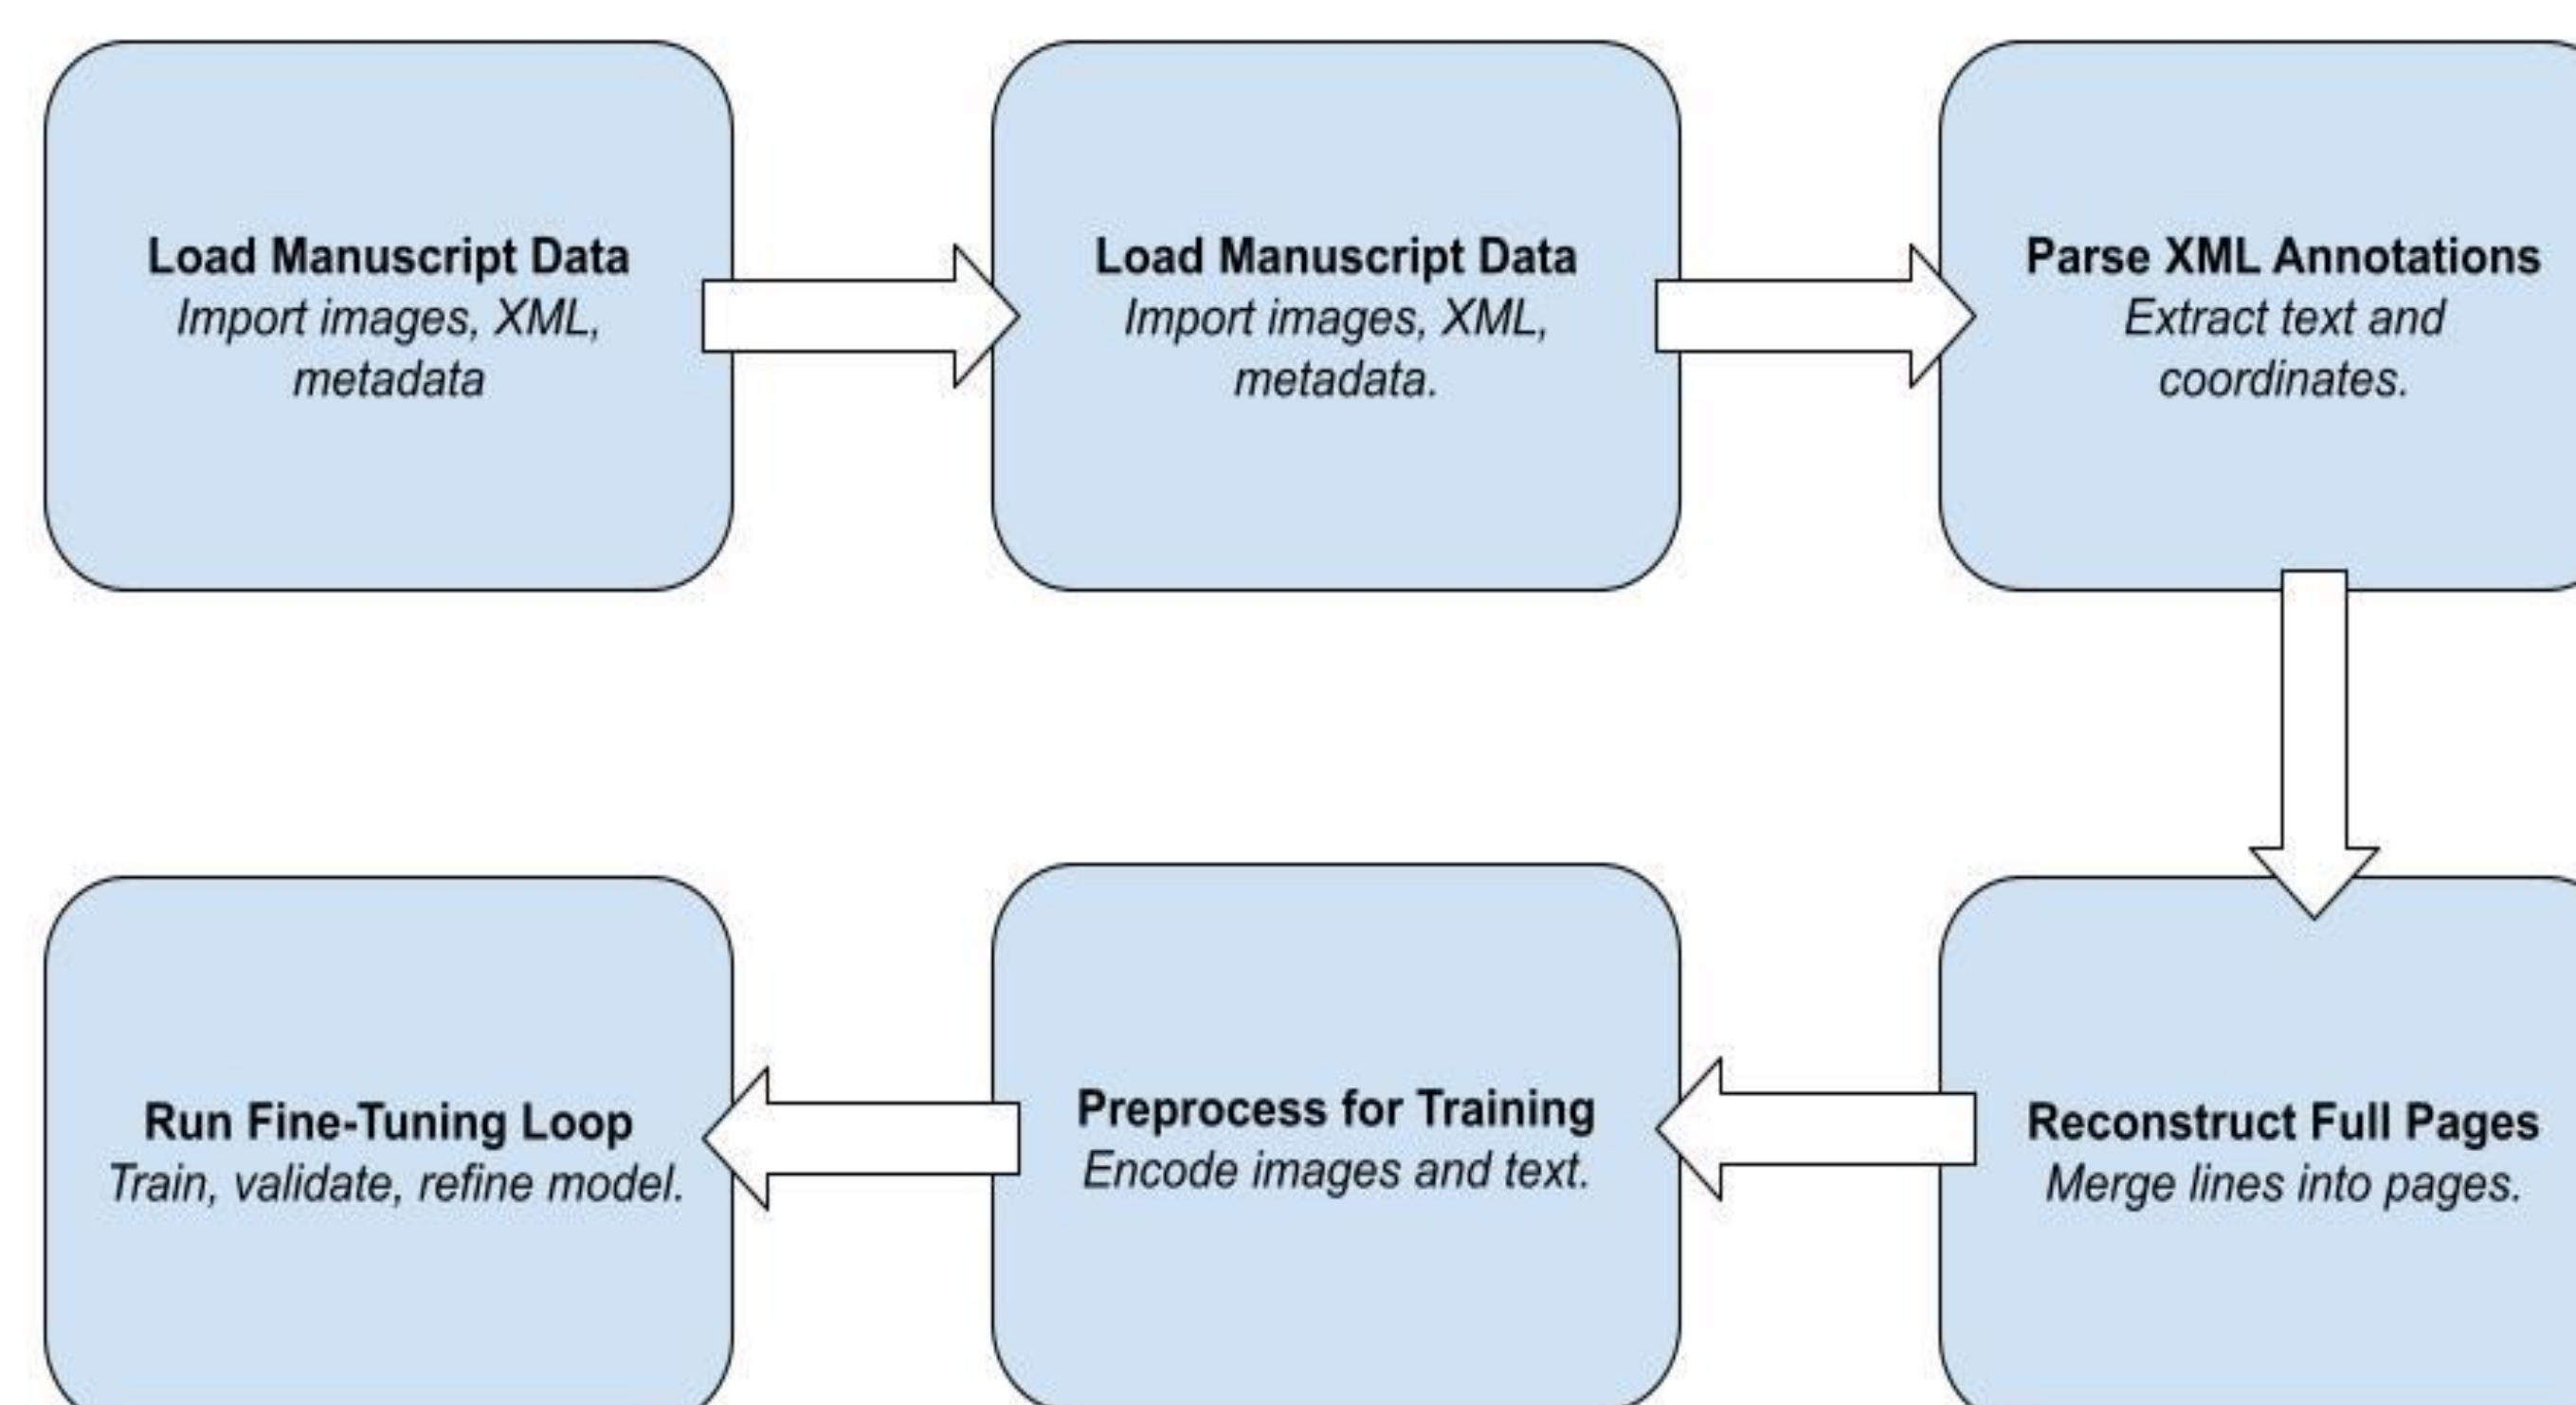 Load Manuscript Data
Import images, XML,
metadata
Load Manuscript Data
Import images, XML,
metadata.
Parse XML Annotations
Extract text and
coordinates.
Reconstruct Full Pages
Merge lines into pages.
Preprocess for Training
Encode images and text.
Run Fine-Tuning Loop
Train, validate, refine model.